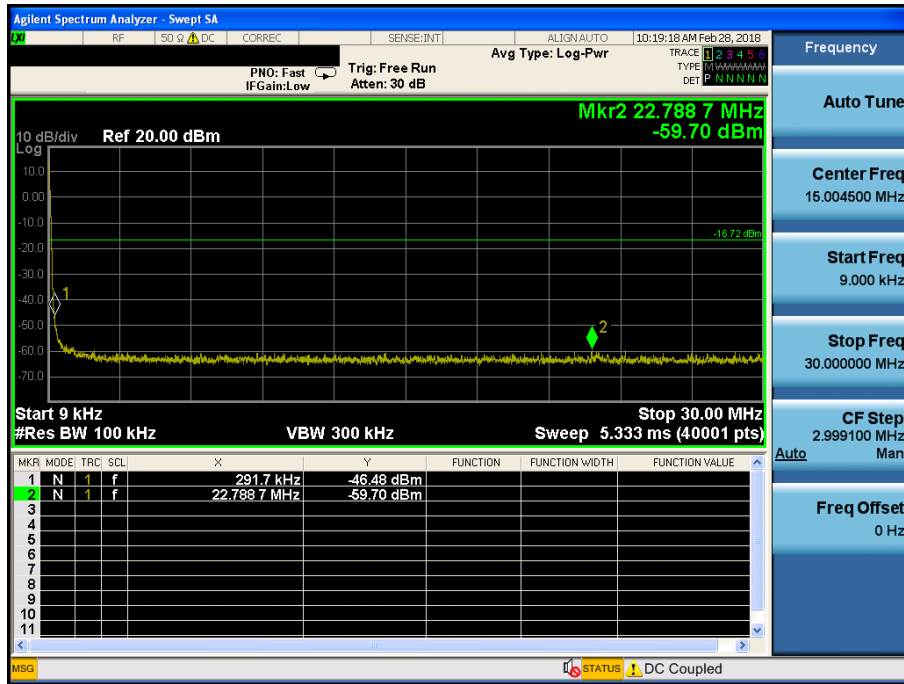 Agilent Spectrum Analyzer - Swept SA
LXI RF 50 Ω DC CORREC SENSE:INT ALIGN AUTO 10:19:18 AM Feb 28, 2018
PNO: Fast
IFGain:Low
Trig: Free Run
Atten: 30 dB
Avg Type: Log-Pwr
TRACE 1 2 3 4 5 6
TYPE M WWWWW
DET P N N N N N
Mkr2 22.788 7 MHz
-59.70 dBm
10 dB/div Ref 20.00 dBm
Log
10.0
0.00
-10.0
-16.72 dBm
-20.0
-30.0
1
-40.0
-50.0
2
-60.0
-70.0
Start 9 kHz Stop 30.00 MHz
#Res BW 100 kHz VBW 300 kHz Sweep 5.333 ms (40001 pts)
MKR MODE TRC SCL X Y FUNCTION FUNCTION WIDTH FUNCTION VALUE
1 N 1 f 291.7 kHz -46.48 dBm
2 N 1 f 22.788 7 MHz -59.70 dBm
3
4
5
6
7
8
9
10
11
MSG STATUS DC Coupled
Frequency
Auto Tune
Center Freq
15.004500 MHz
Start Freq
9.000 kHz
Stop Freq
30.000000 MHz
CF Step
2.999100 MHz
Auto Man
Freq Offset
0 Hz